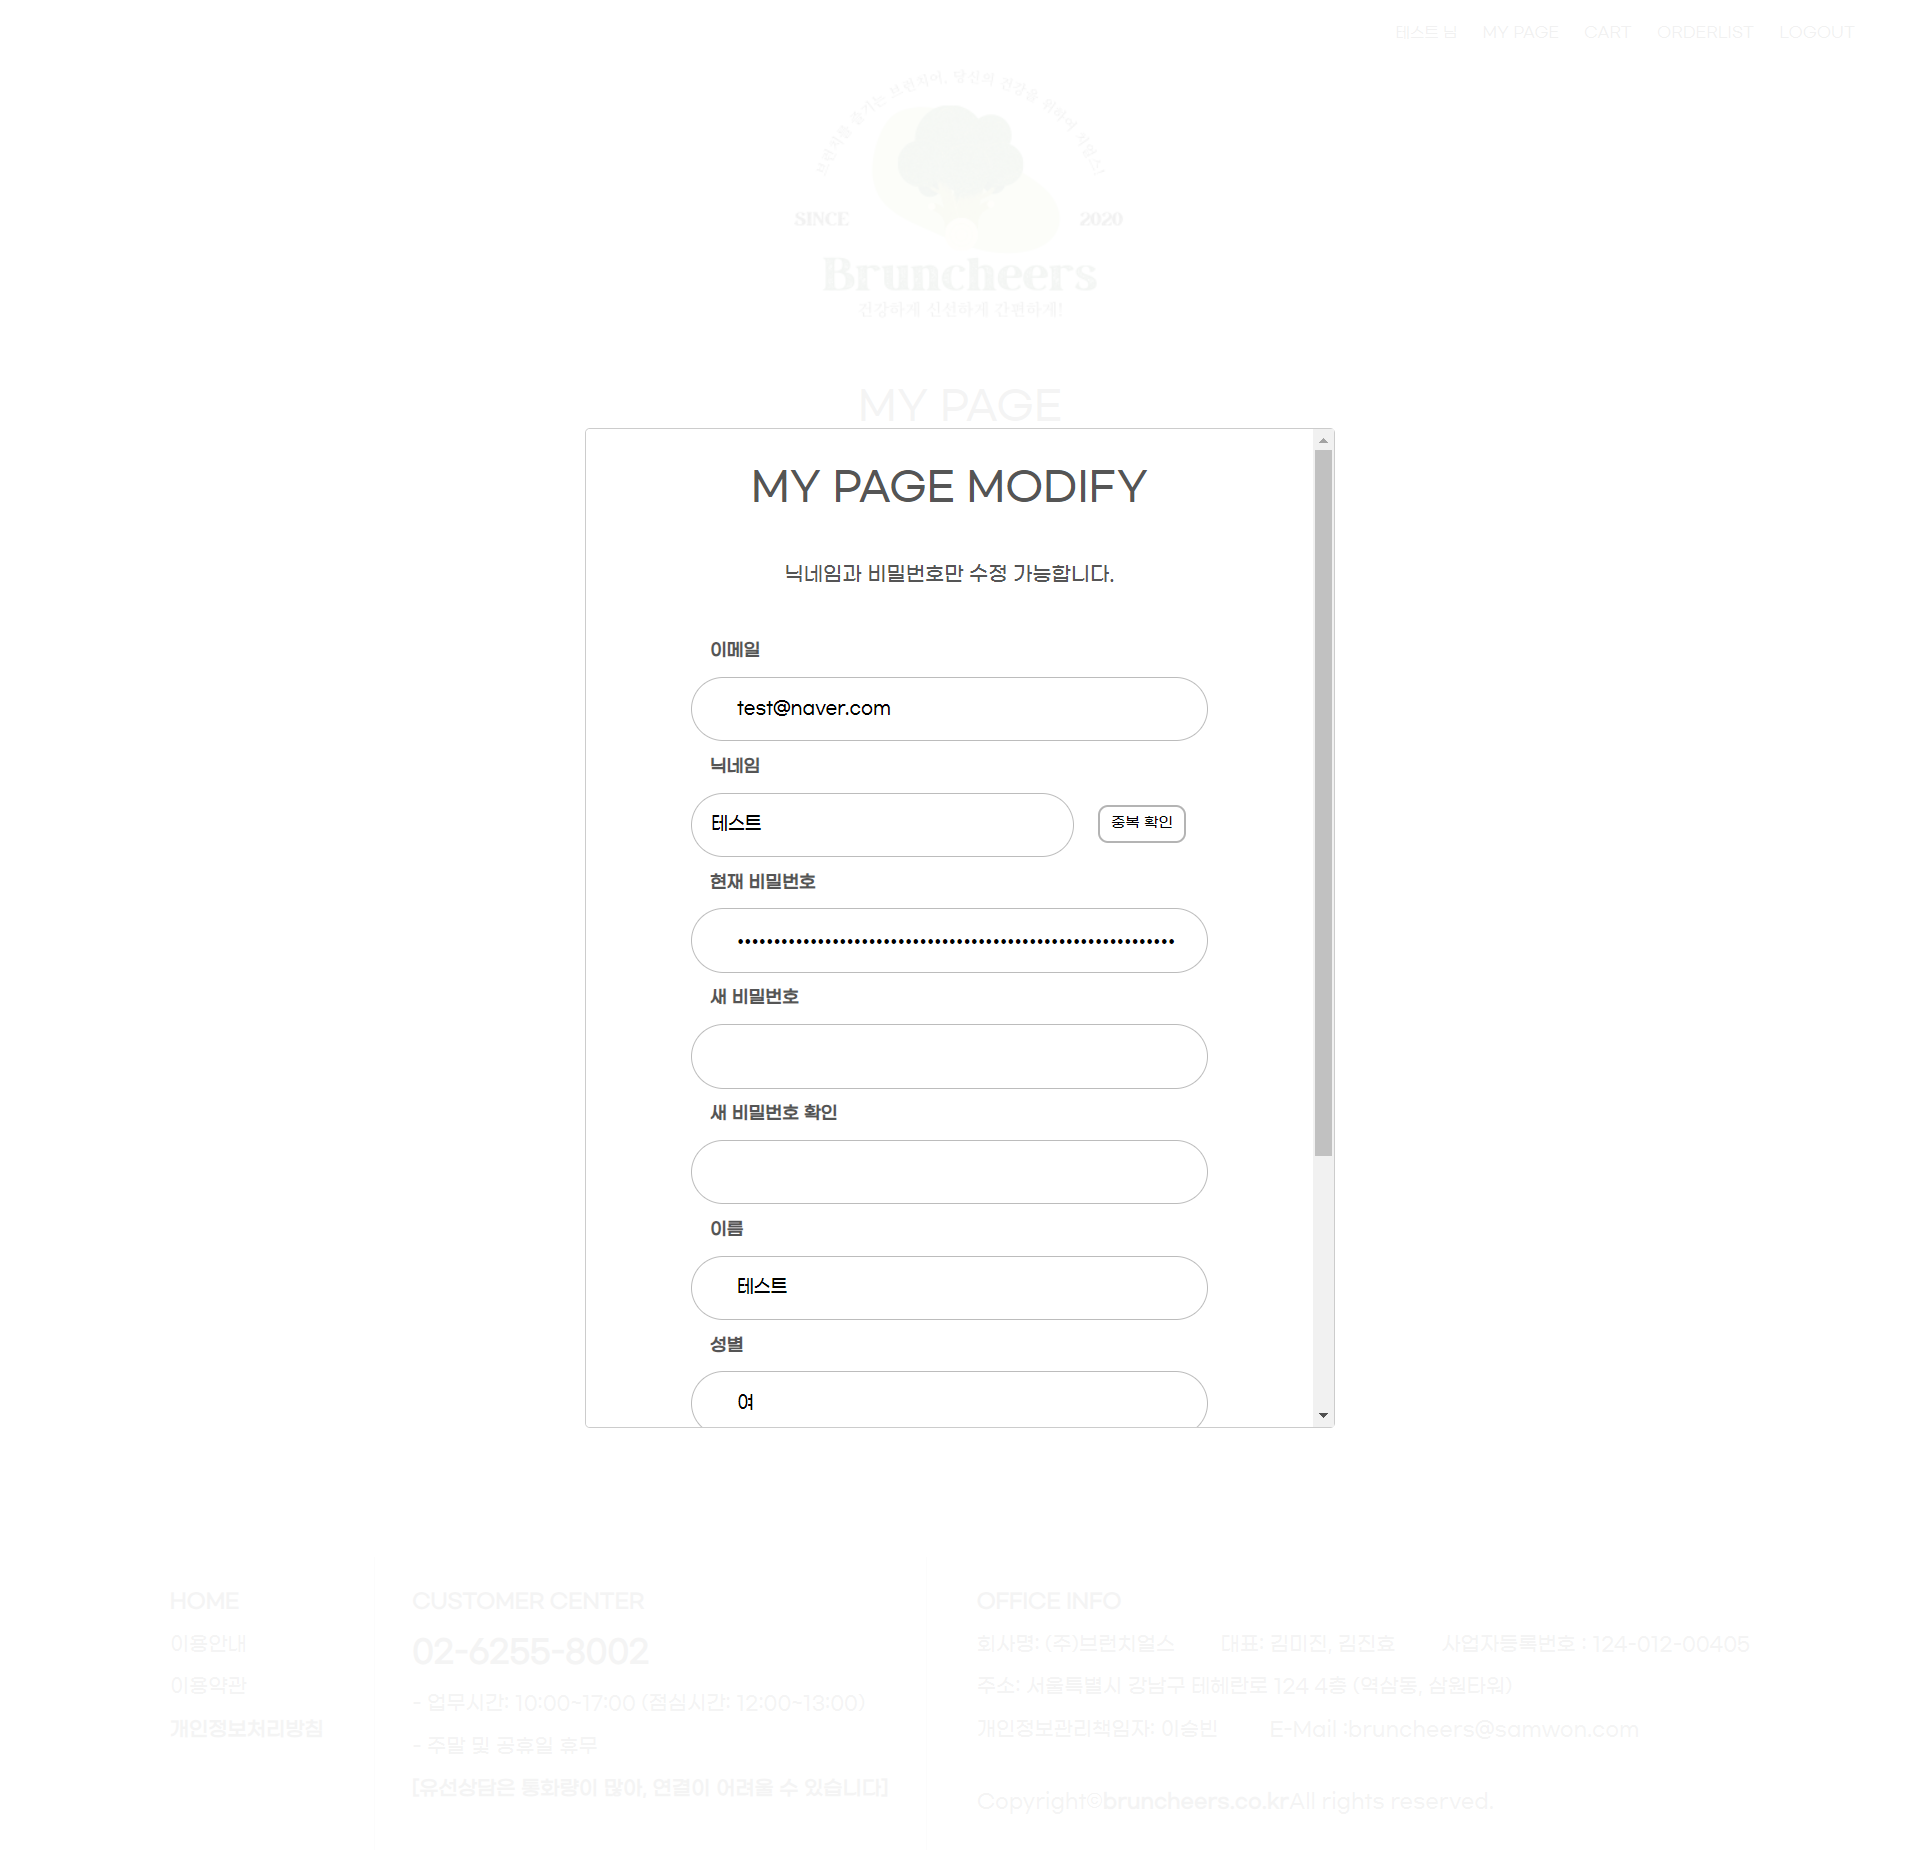 테스트 님 MY PAGE CART ORDERLIST LOGOUT
브런치를 즐기는 브런치어, 당신의 건강을 위하여 치얼스!
SINCE 2020
Bruncheers
건강하게 신선하게 간편하게!
MY PAGE
MY PAGE MODIFY
닉네임과 비밀번호만 수정 가능합니다.
이메일
test@naver.com
닉네임
테스트 중복 확인
현재 비밀번호
새 비밀번호
새 비밀번호 확인
이름
테스트
성별
여
HOME
이용안내
이용약관
개인정보처리방침
CUSTOMER CENTER
02-6255-8002
- 업무시간: 10:00~17:00 (점심시간: 12:00~13:00)
- 주말 및 공휴일 휴무
[유선상담은 통화량이 많아, 연결이 어려울 수 있습니다]
OFFICE INFO
회사명: (주)브런치얼스 대표: 김미진, 김진효 사업자등록번호 : 124-012-00405
주소: 서울특별시 강남구 테헤란로 124 4층 (역삼동, 삼원타워)
개인정보관리책임자: 이승빈 E-Mail :bruncheers@samwon.com
Copyright©bruncheers.co.krAll rights reserved.